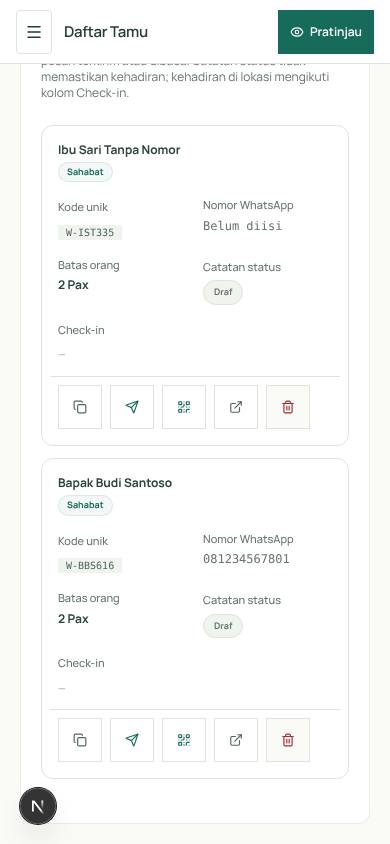 Daftar Tamu
Pratinjau
memastikan kehadiran; kehadiran di lokasi mengikuti
kolom Check-in.
Ibu Sari Tanpa Nomor
Sahabat
Kode unik
Nomor WhatsApp
W-IST335
Belum diisi
Batas orang
Catatan status
2 Pax
Draf
Check-in
—
Bapak Budi Santoso
Sahabat
Kode unik
Nomor WhatsApp
W-BBS616
081234567801
Batas orang
Catatan status
2 Pax
Draf
Check-in
—
N